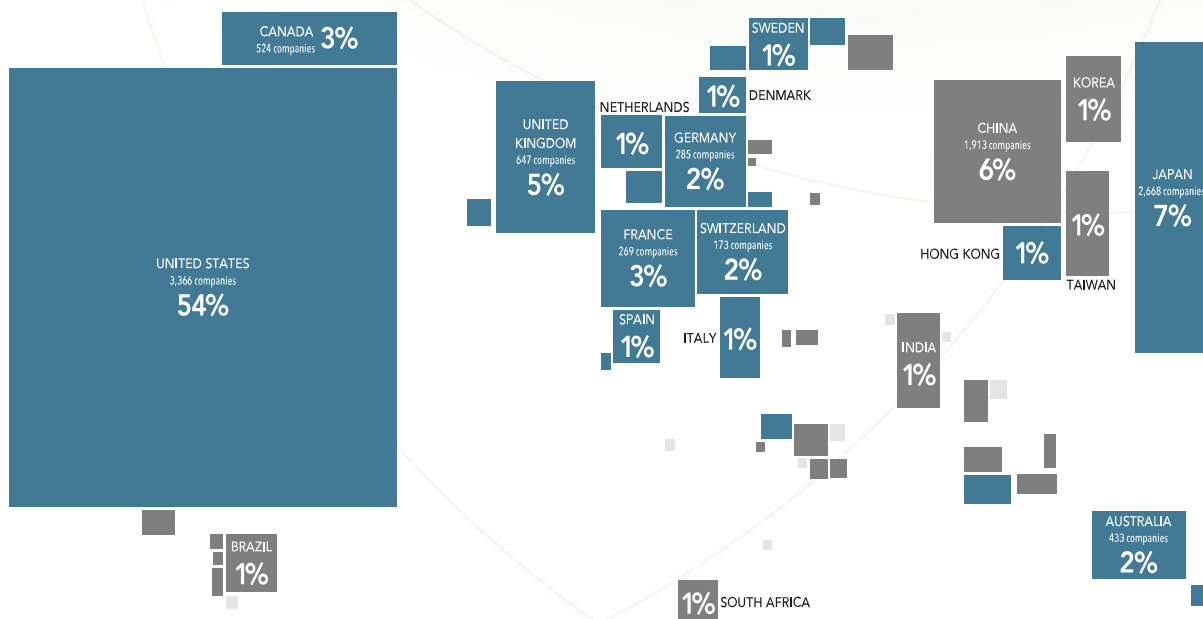 CANADA
524 companies
3%
UNITED STATES
3,366 companies
54%
BRAZIL
1%
SWEDEN
1%
1%
DENMARK
NETHERLANDS
1%
UNITED
KINGDOM
647 companies
5%
GERMANY
285 companies
2%
FRANCE
269 companies
3%
SWITZERLAND
173 companies
2%
SPAIN
1%
ITALY
1%
SOUTH AFRICA
1%
CHINA
1,913 companies
6%
KOREA
1%
JAPAN
2,668 companies
7%
HONG KONG
1%
1%
TAIWAN
INDIA
1%
AUSTRALIA
433 companies
2%